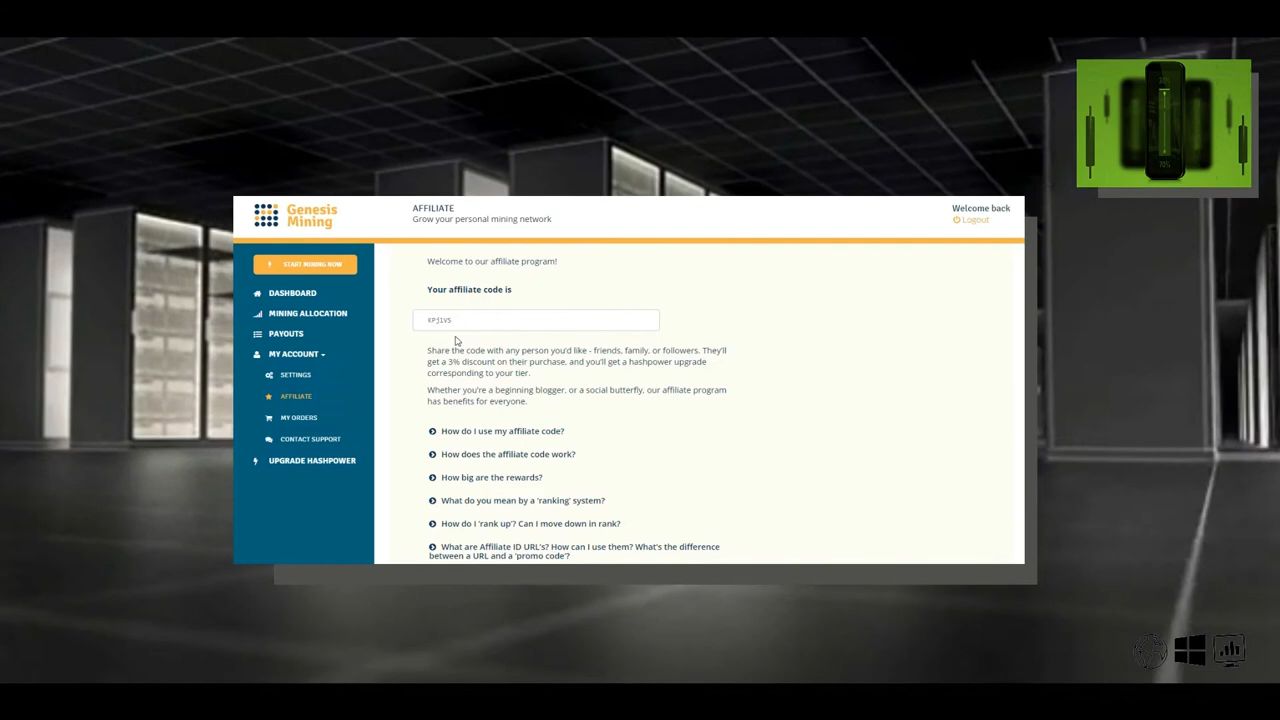 Genesis
Mining
AFFILIATE
Grow your personal mining network
Welcome back
Logout
START MINING NOW
DASHBOARD
MINING ALLOCATION
PAYOUTS
MY ACCOUNT
SETTINGS
AFFILIATE
MY ORDERS
CONTACT SUPPORT
UPGRADE HASHPOWER
Welcome to our affiliate program!
Your affiliate code is
Share the code with any person you'd like - friends, family, or followers. They'll
get a 3% discount on their purchase, and you'll get a hashpower upgrade
corresponding to your tier.
Whether you're a beginning blogger, or a social butterfly, our affiliate program
has benefits for everyone.
How do I use my affiliate code?
How does the affiliate code work?
How big are the rewards?
What do you mean by a 'ranking' system?
How do I 'rank up'? Can I move down in rank?
What are Affiliate ID URL's? How can I use them? What's the difference
between a URL and a 'promo code'?